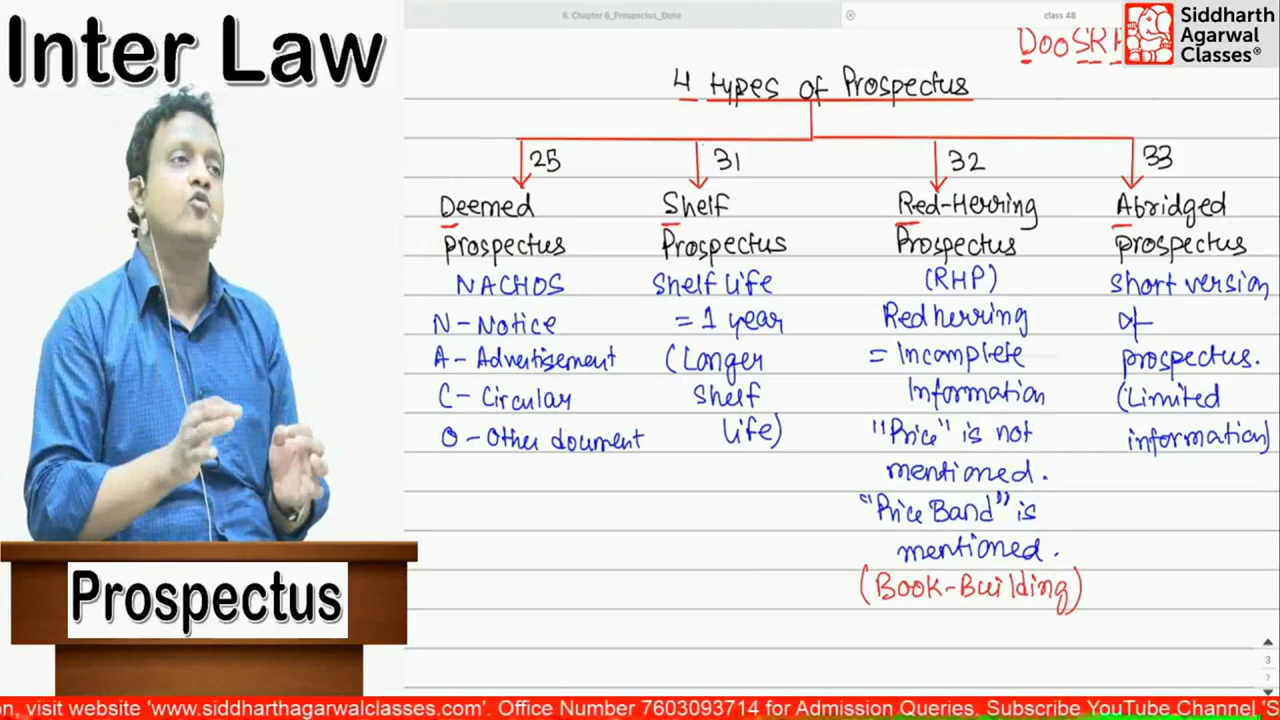 Inter Law
6: Chapter 6_Prospectus_Done
class 48
Siddharth
Agarwal
Classes®
4 types of Prospectus
25
31
32
33
Deemed
prospectus
NACHOS
N-Notice
A- Advertisement
C- Circular
O-Other document
Shelf
Prospectus
Shelf life
= 1 year
(Longer
Shelf
life)
Red-Herring
Prospectus
(RHP)
Red herring
= Incomplete
Information
"Price" is not
mentioned.
"Price Band" is
mentioned.
(Book-Building)
Abridged
prospectus
Short version
of
prospectus.
(Limited
information)
Prospectus
3
7
on, visit website 'www.siddharthagarwalclasses.com'. Office Number 7603093714 for Admission Queries. Subscribe YouTube Channel 'S